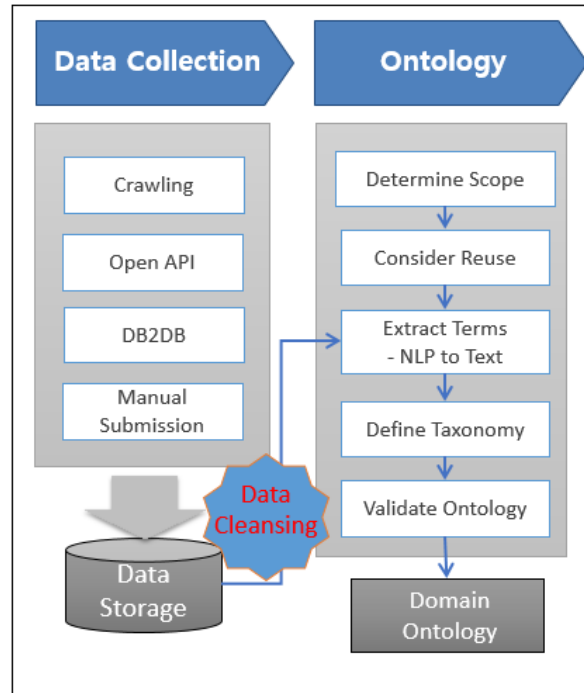 Data Collection
Crawling
Open API
DB2DB
Manual
Submission
Data
Cleansing
Data
Storage
Ontology
Determine Scope
Consider Reuse
Extract Terms
- NLP to Text
Define Taxonomy
Validate Ontology
Domain
Ontology